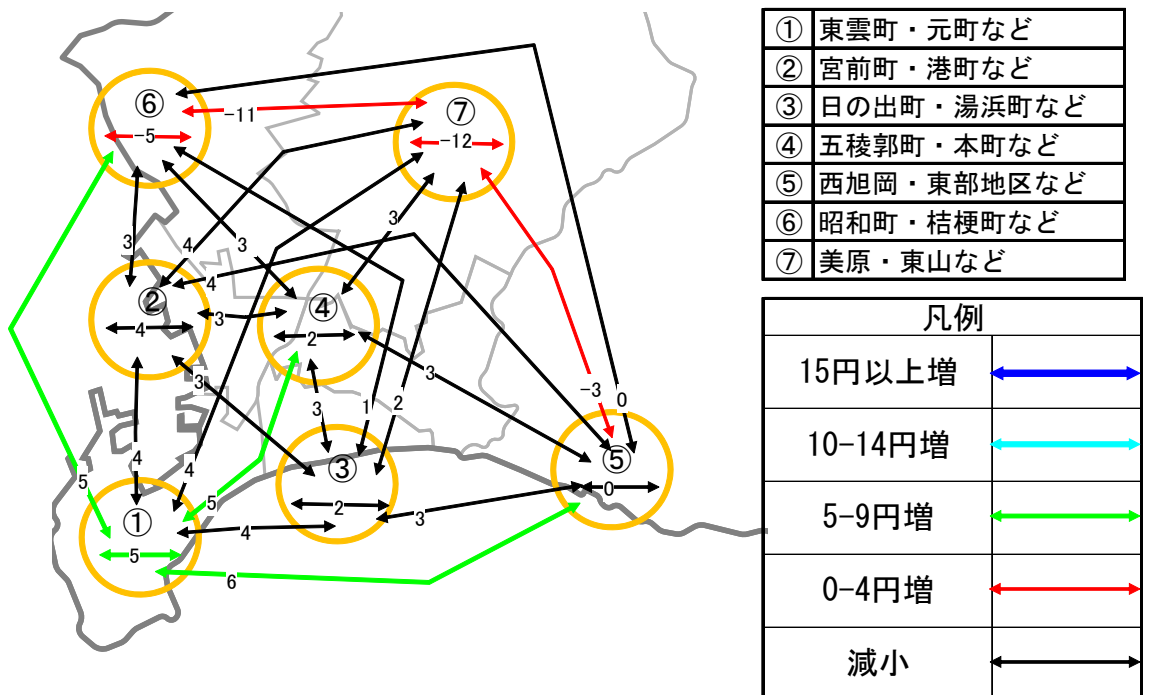 ① 東雲町・元町など
② 宮前町・港町など
③ 日の出町・湯浜町など
④ 五稜郭町・本町など
⑤ 西旭岡・東部地区など
⑥ 昭和町・桔梗町など
⑦ 美原・東山など
凡例
15円以上増
10-14円増
5-9円増
0-4円増
減小
⑥
⑦
-11
-5
-12
3
4
3
3
4
②
④
3
4
2
3
3
-3
0
3
1
2
5
4
4
③
⑤
5
2
0
①
4
3
5
6